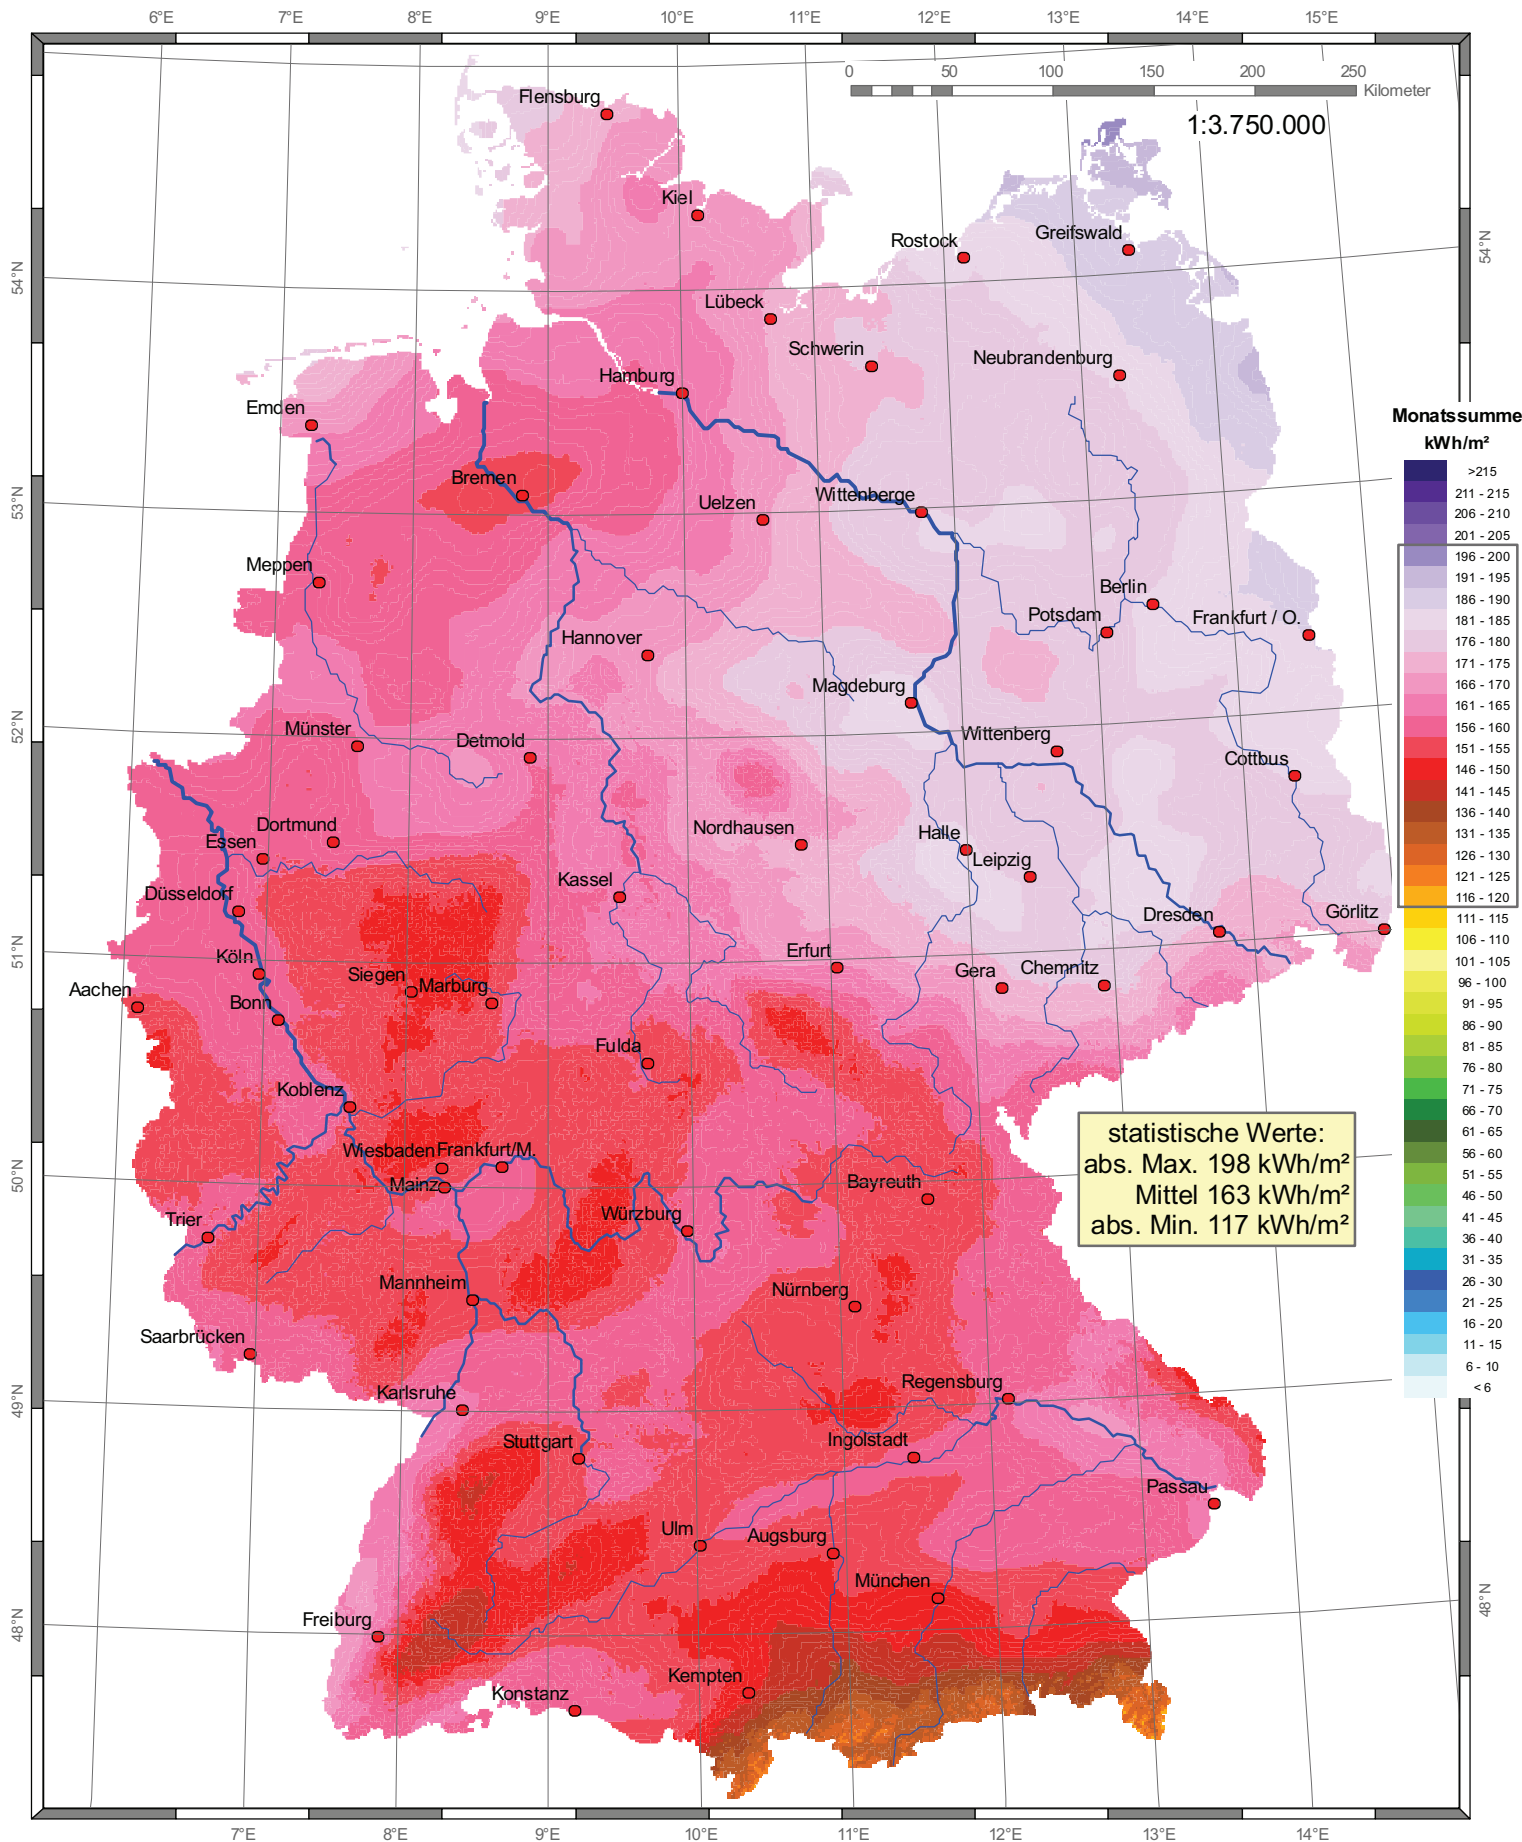 6°E 7°E 8°E 9°E 10°E 11°E 12°E 13°E 14°E 15°E
0 50 100 150 200 250 Kilometer
1:3.750.000
Flensburg
Kiel
Rostock
Greifswald
54°N
54°N
Lübeck
Schwerin
Neubrandenburg
Hamburg
Emden
Bremen
Uelzen
Wittenberge
53°N
Meppen
Berlin
Potsdam
Frankfurt / O.
Hannover
Magdeburg
52°N
Münster
Detmold
Wittenberg
Cottbus
Dortmund
Essen
Nordhausen
Halle
Leipzig
Düsseldorf
Kassel
Dresden
Görlitz
51°N
Köln
Erfurt
Siegen
Marburg
Gera
Chemnitz
Aachen
Bonn
Fulda
Koblenz
Wiesbaden
Frankfurt/M.
50°N
Mainz
Bayreuth
Trier
Würzburg
Mannheim
Nürnberg
Saarbrücken
Karlsruhe
Regensburg
49°N
Stuttgart
Ingolstadt
Passau
Ulm
Augsburg
München
Freiburg
48°N
48°N
Kempten
Konstanz
Monatssumme
kWh/m²
>215
211 - 215
206 - 210
201 - 205
196 - 200
191 - 195
186 - 190
181 - 185
176 - 180
171 - 175
166 - 170
161 - 165
156 - 160
151 - 155
146 - 150
141 - 145
136 - 140
131 - 135
126 - 130
121 - 125
116 - 120
111 - 115
106 - 110
101 - 105
96 - 100
91 - 95
86 - 90
81 - 85
76 - 80
71 - 75
66 - 70
61 - 65
56 - 60
51 - 55
46 - 50
41 - 45
36 - 40
31 - 35
26 - 30
21 - 25
16 - 20
11 - 15
6 - 10
< 6
statistische Werte:
abs. Max. 198 kWh/m²
Mittel 163 kWh/m²
abs. Min. 117 kWh/m²
7°E 8°E 9°E 10°E 11°E 12°E 13°E 14°E